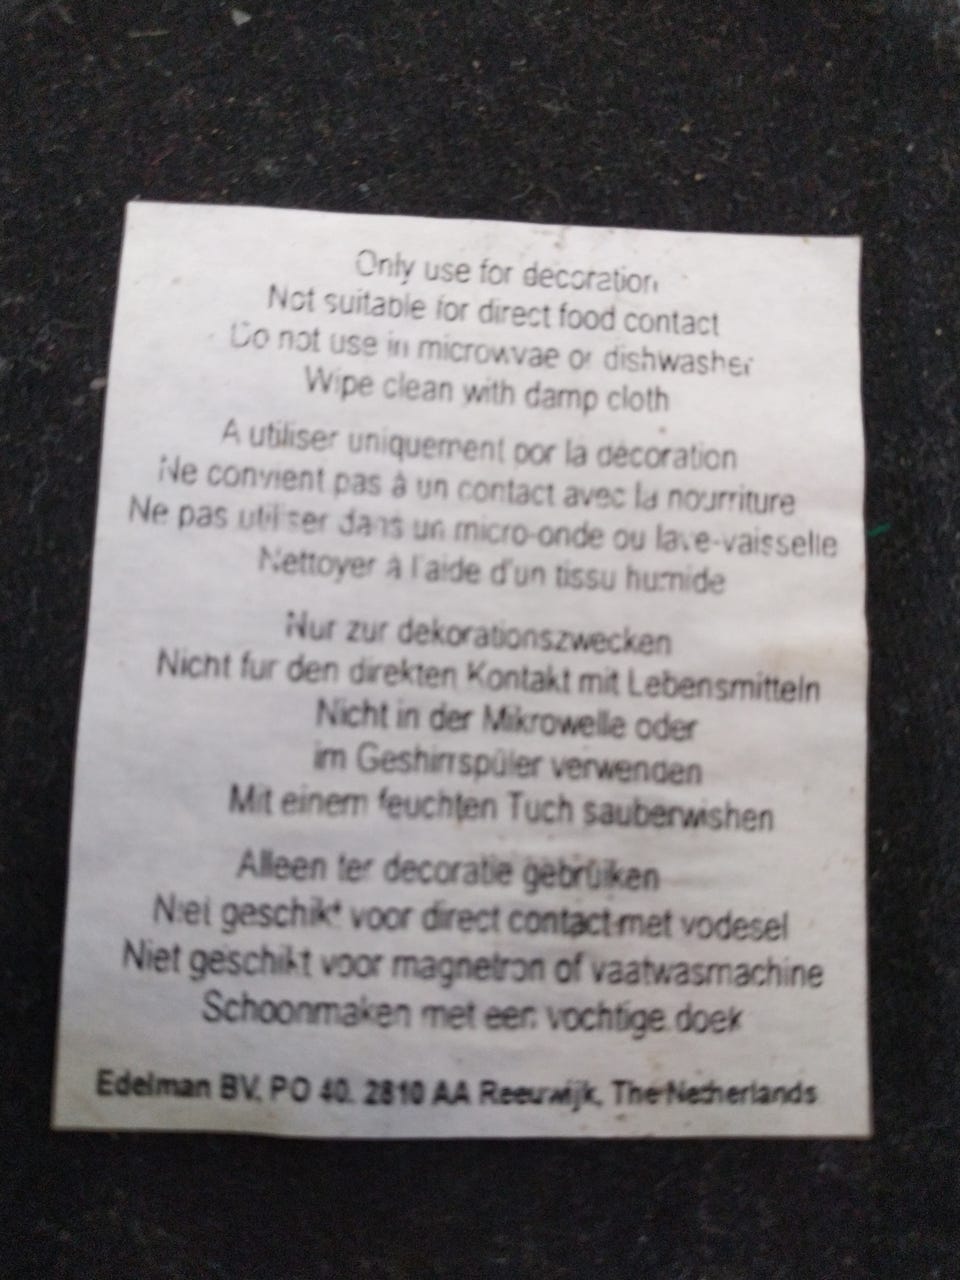 Only use for decoration
Not suitable for direct food contact
Do not use in microwvae or dishwasher
Wipe clean with damp cloth
A utiliser uniquement por la décoration
Ne convient pas à un contact avec la nourriture
Ne pas utiliser dans un micro-onde ou lave-vaisselle
Nettoyer à l'aide d'un tissu humide
Nur zur dekorationszwecken
Nicht fur den direkten Kontakt mit Lebensmitteln
Nicht in der Mikrowelle oder
im Geshirrspüler verwenden
Mit einem feuchten Tuch sauberwishen
Alleen ter decoratie gebruiken
Niet geschikt voor direct contact met vodesel
Niet geschikt voor magnetron of vaatwasmachine
Schoonmaken met een vochtige doek
Edelman BV. PO 40. 2810 AA Reeuwijk, The Netherlands